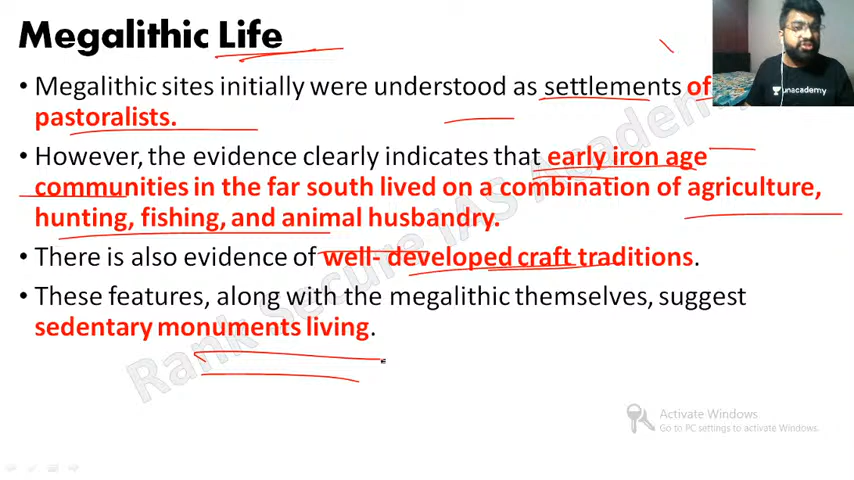 Megalithic Life
• Megalithic sites initially were understood as settlements of
pastoralists.
• However, the evidence clearly indicates that early iron age
communities in the far south lived on a combination of agriculture,
hunting, fishing, and animal husbandry.
• There is also evidence of well- developed craft traditions.
• These features, along with the megalithic themselves, suggest
sedentary monuments living.
Rank Secure IAS Academ
unacademy
Activate Windows
Go to PC settings to activate Windows.